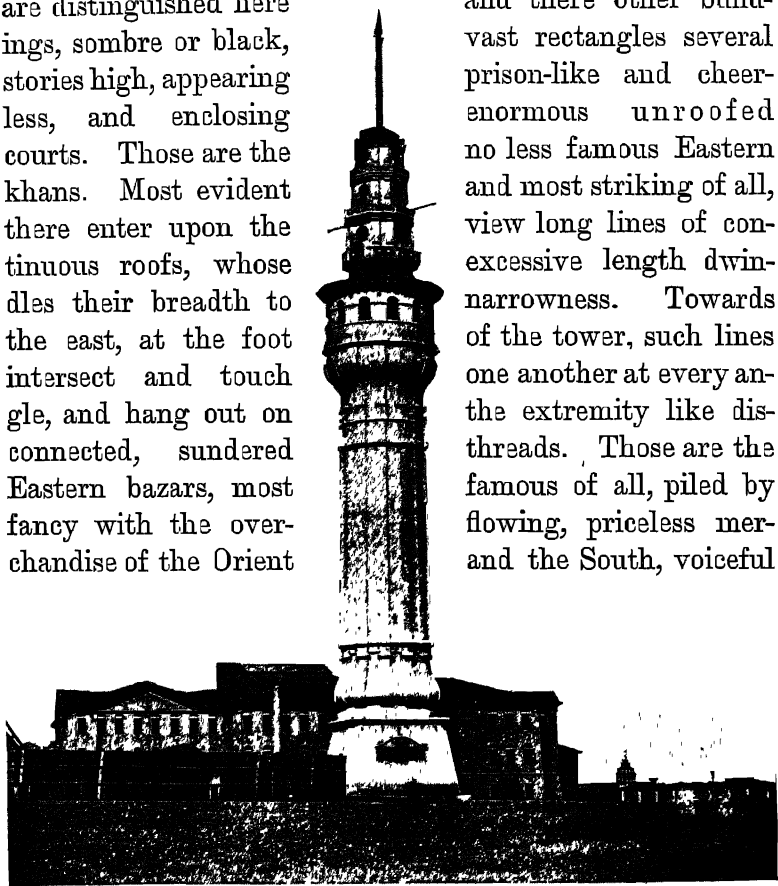 are distinguished here and there other build-
ings, sombre or black, vast rectangles several
stories high, appearing prison-like and cheer-
less, and enclosing enormous unroofed
courts. Those are the no less famous Eastern
khans. Most evident and most striking of all,
there enter upon the view long lines of con-
tinuous roofs, whose excessive length dwin-
dles their breadth to narrowness. Towards
the east, at the foot of the tower, such lines
intersect and touch one another at every an-
gle, and hang out on the extremity like dis-
connected, sundered threads. Those are the
Eastern bazars, most famous of all, piled by
fancy with the over- flowing, priceless mer-
chandise of the Orient and the South, voiceful